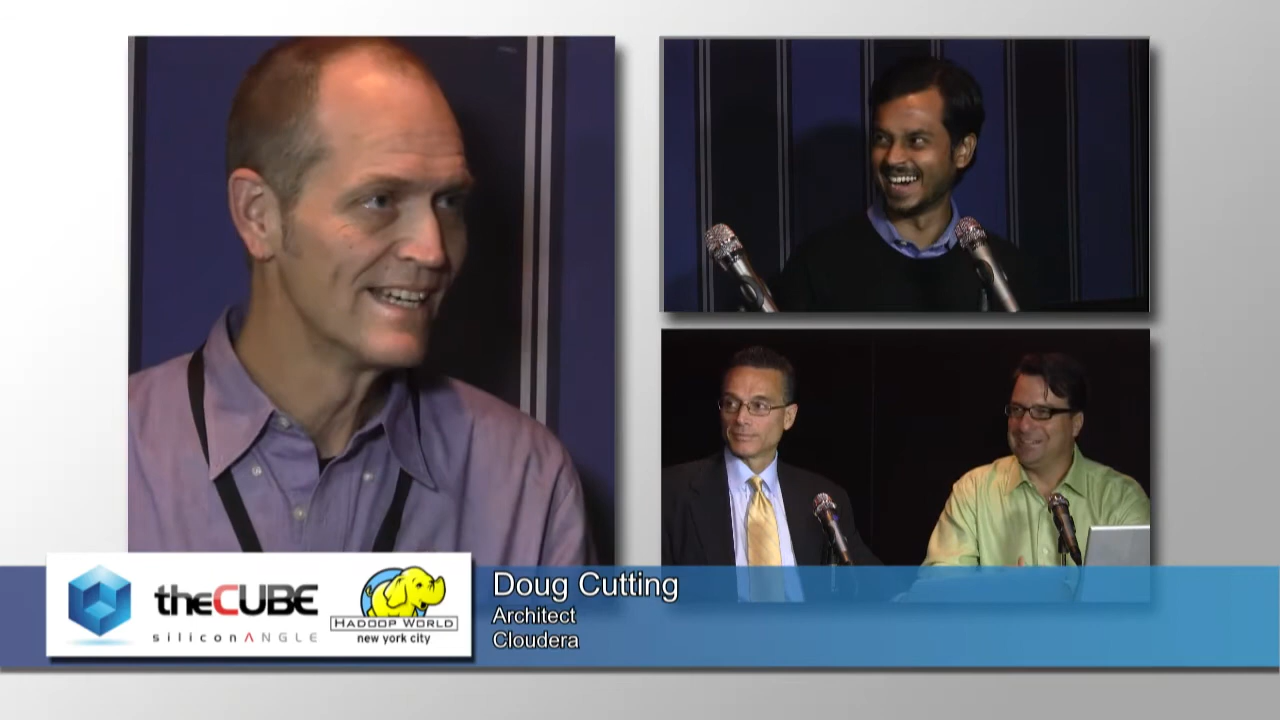 theCUBE
siliconANGLE
HADOOP WORLD
new york city
Doug Cutting
Architect
Cloudera